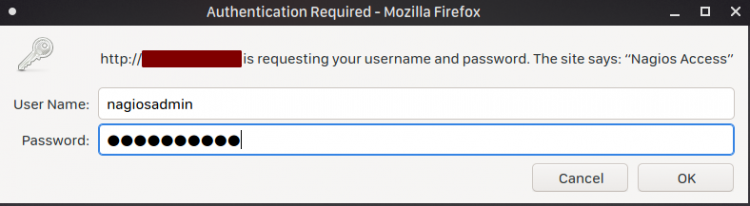 Authentication Required - Mozilla Firefox
http:// is requesting your username and password. The site says: “Nagios Access”
User Name: nagiosadmin
Password: ●●●●●●●●●●
Cancel OK